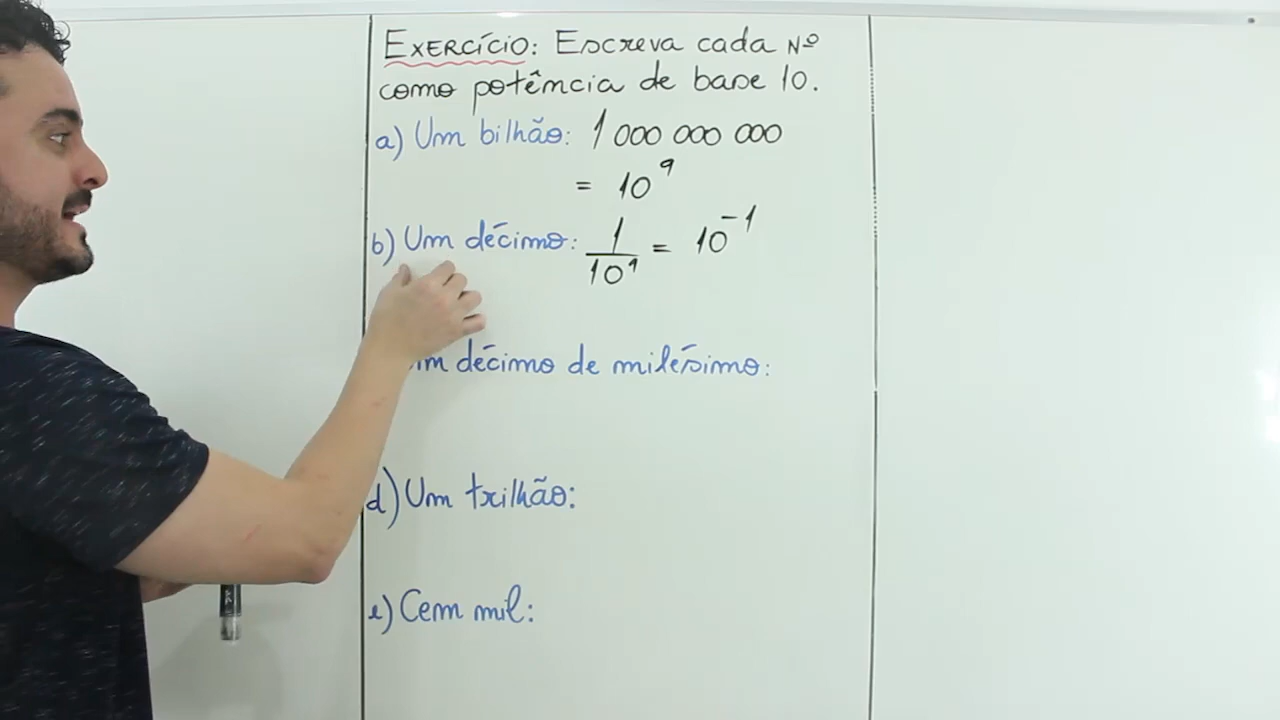 EXERCÍCIO: Escreva cada Nº
como potência de base 10.
a) Um bilhão: 1 000 000 000
= 10⁹
b) Um décimo: 1/10¹ = 10⁻¹
décimo de milésimo:
d) Um trilhão:
e) Cem mil: